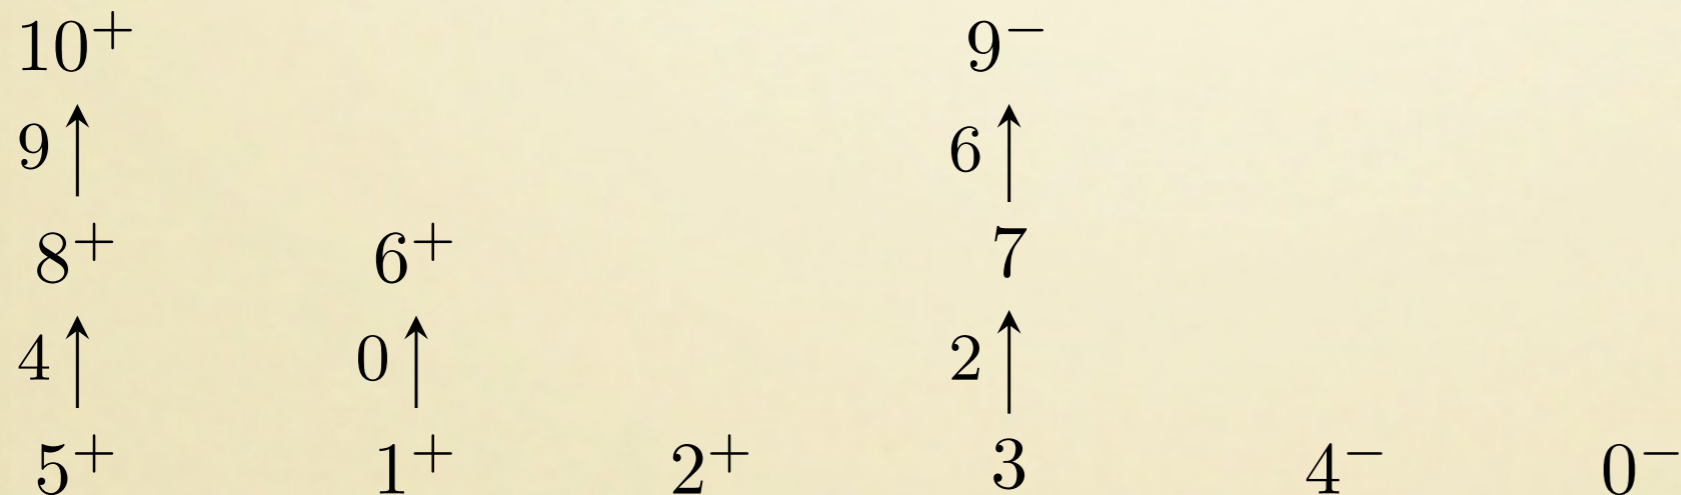 10⁺ 9⁻
9 ↑ 6 ↑
8⁺ 6⁺ 7
4 ↑ 0 ↑ 2 ↑
5⁺ 1⁺ 2⁺ 3 4⁻ 0⁻